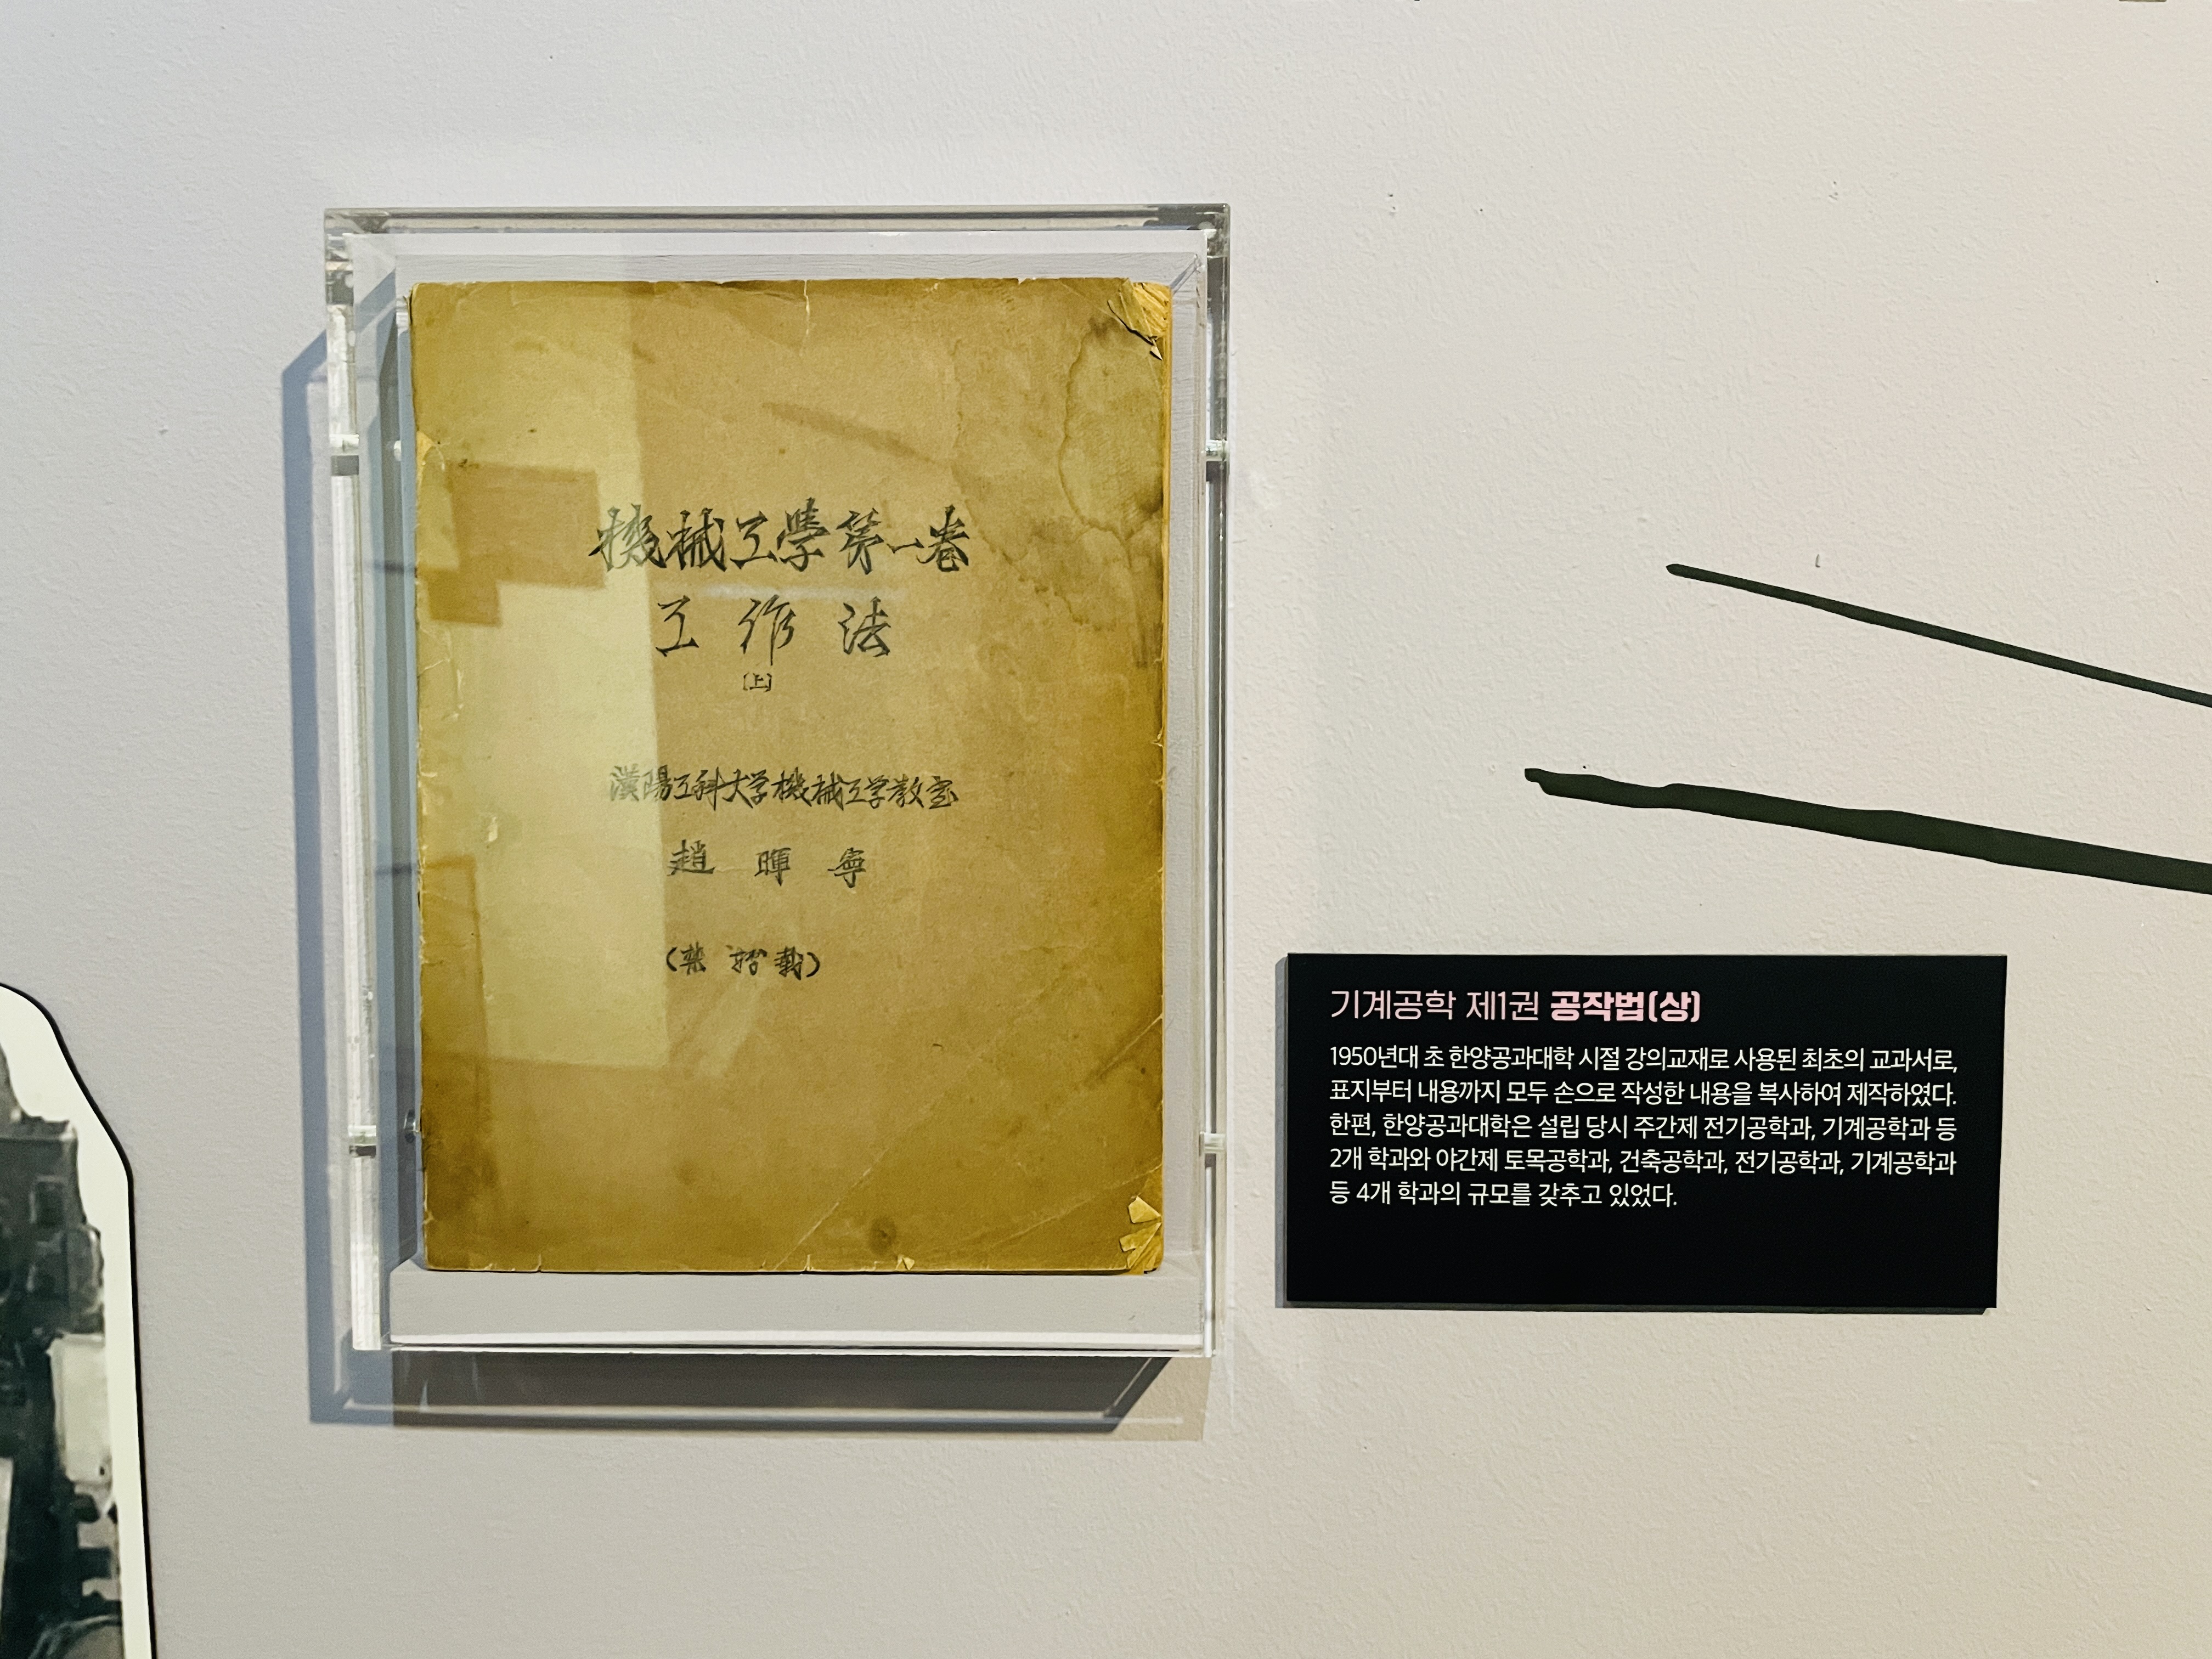 機械工學第一卷
工作法
[上]
漢陽工科大学機械工学教室
趙暉寧
기계공학 제1권 공작법(상)
1950년대 초 한양공과대학 시절 강의교재로 사용된 최초의 교과서로,
표지부터 내용까지 모두 손으로 작성한 내용을 복사하여 제작하였다.
한편, 한양공과대학은 설립 당시 주간제 전기공학과, 기계공학과 등
2개 학과와 야간제 토목공학과, 건축공학과, 전기공학과, 기계공학과
등 4개 학과의 규모를 갖추고 있었다.